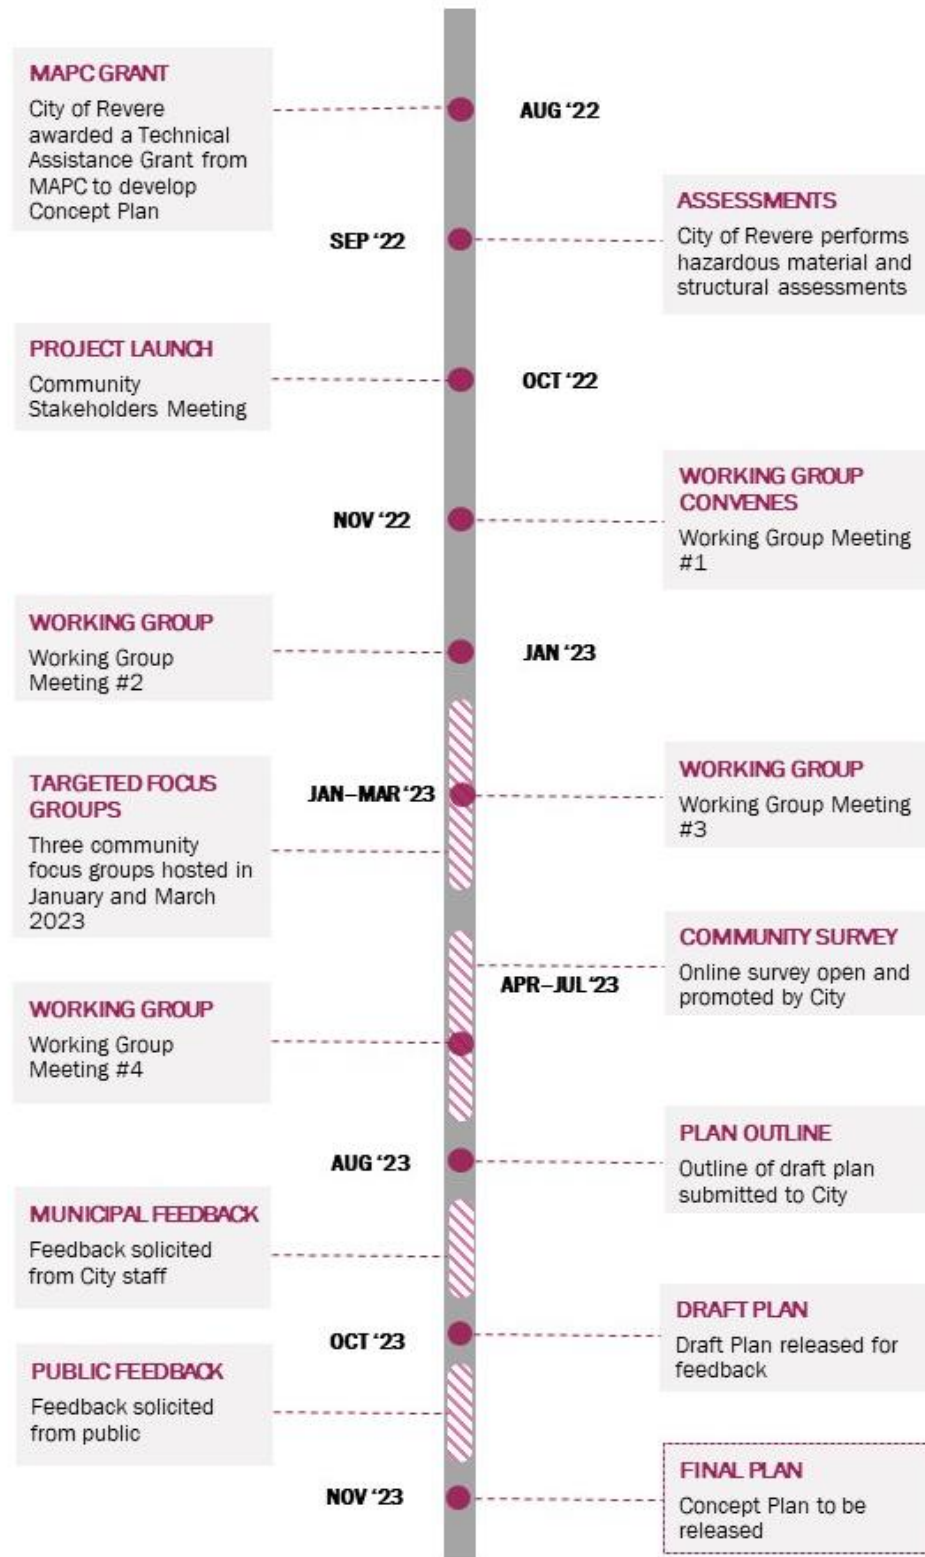 MAPC GRANT
City of Revere
awarded a Technical
Assistance Grant from
MAPC to develop
Concept Plan
AUG ‘22
SEP ‘22
ASSESSMENTS
City of Revere performs
hazardous material and
structural assessments
PROJECT LAUNCH
Community
Stakeholders Meeting
OCT ‘22
NOV ‘22
WORKING GROUP
CONVENES
Working Group Meeting
#1
WORKING GROUP
Working Group
Meeting #2
JAN ‘23
TARGETED FOCUS
GROUPS
Three community
focus groups hosted in
January and March
2023
JAN–MAR ‘23
WORKING GROUP
Working Group Meeting
#3
COMMUNITY SURVEY
Online survey open and
promoted by City
APR–JUL ‘23
WORKING GROUP
Working Group
Meeting #4
AUG ‘23
PLAN OUTLINE
Outline of draft plan
submitted to City
MUNICIPAL FEEDBACK
Feedback solicited
from City staff
OCT ‘23
DRAFT PLAN
Draft Plan released for
feedback
PUBLIC FEEDBACK
Feedback solicited
from public
NOV ‘23
FINAL PLAN
Concept Plan to be
released